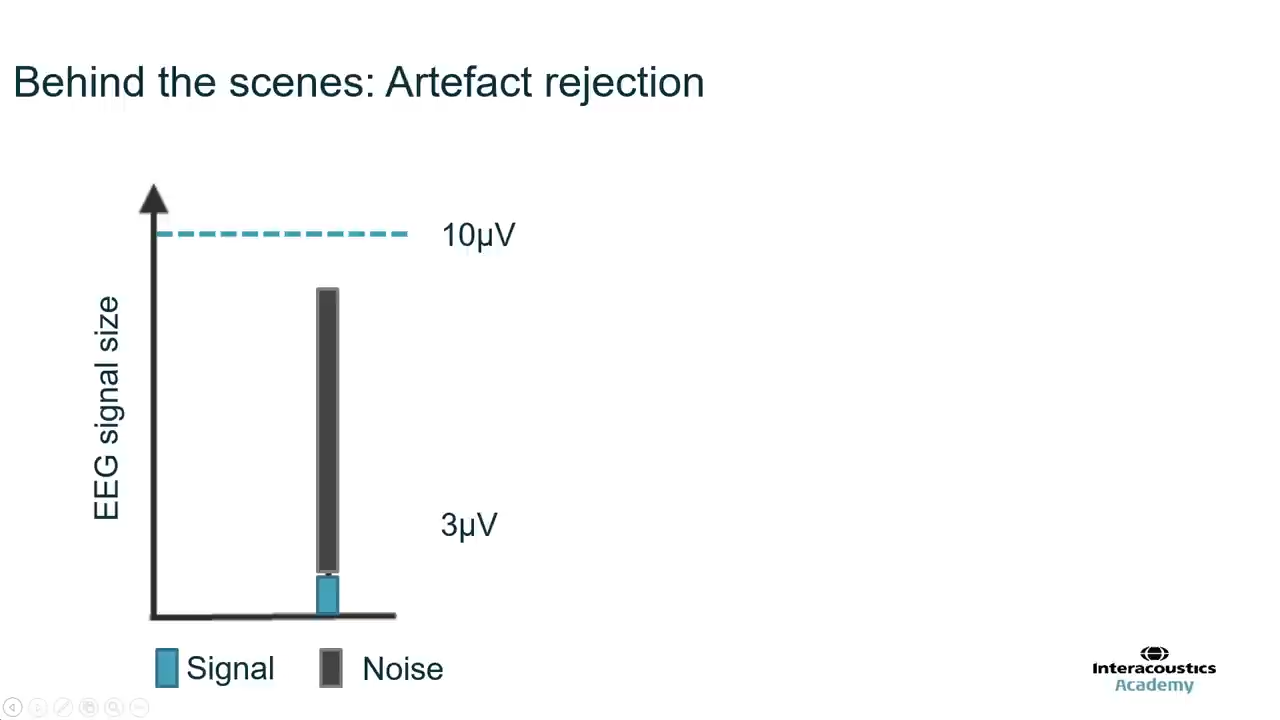 Behind the scenes: Artefact rejection
10µV
EEG signal size
3µV
Signal
Noise
Interacoustics
Academy